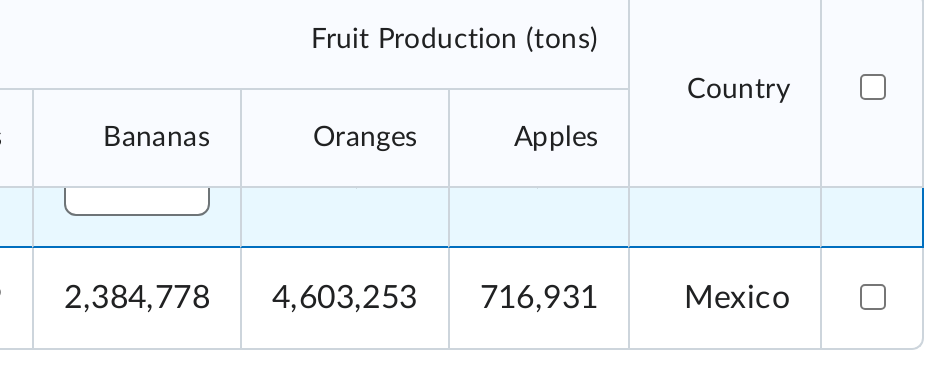 Fruit Production (tons)
Country
Bananas Oranges Apples
2,384,778 4,603,253 716,931 Mexico